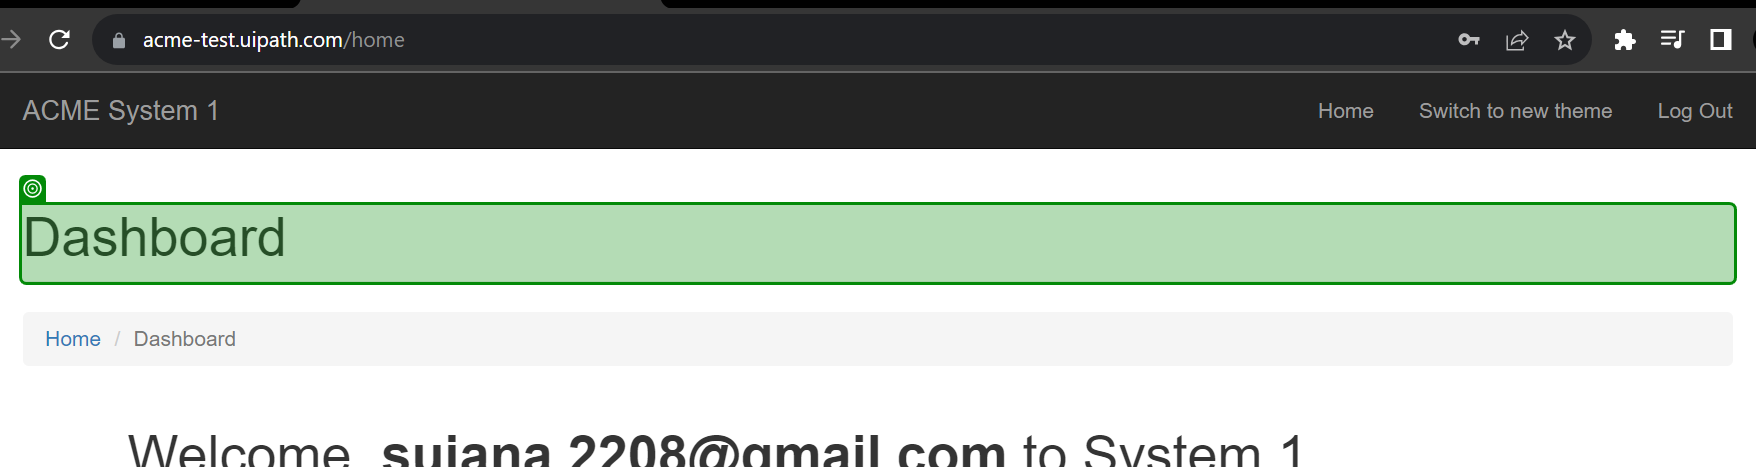 acme-test.uipath.com/home
ACME System 1
Home Switch to new theme Log Out
Dashboard
Home / Dashboard
Welcome, sujana.2208@gmail.com to System 1